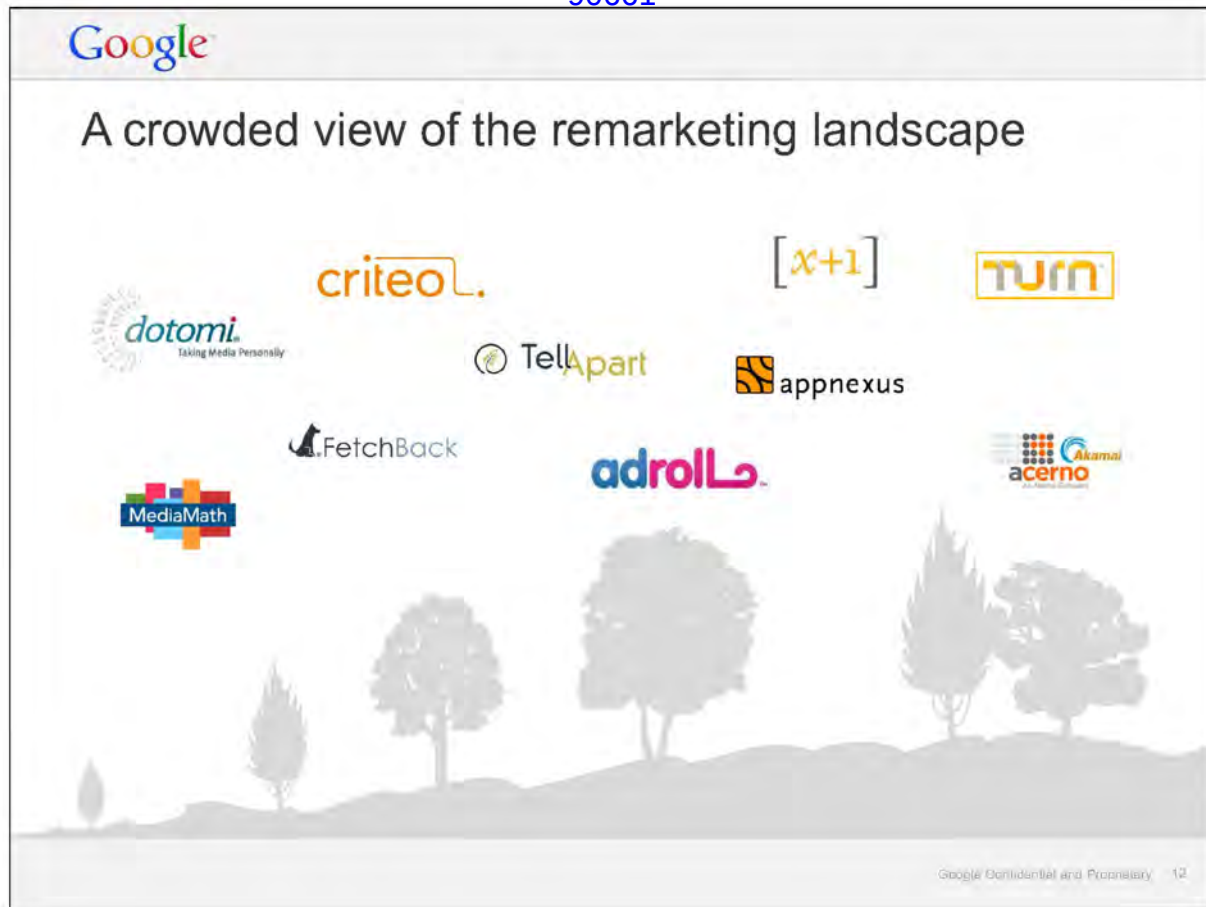 Google
A crowded view of the remarketing landscape
criteo.
[x+1]
TURN
dotomi.
Taking Media Personally
TellApart
appnexus
FetchBack
adroll
Akamai
acerno
MediaMath
Google Confidential and Proprietary 12